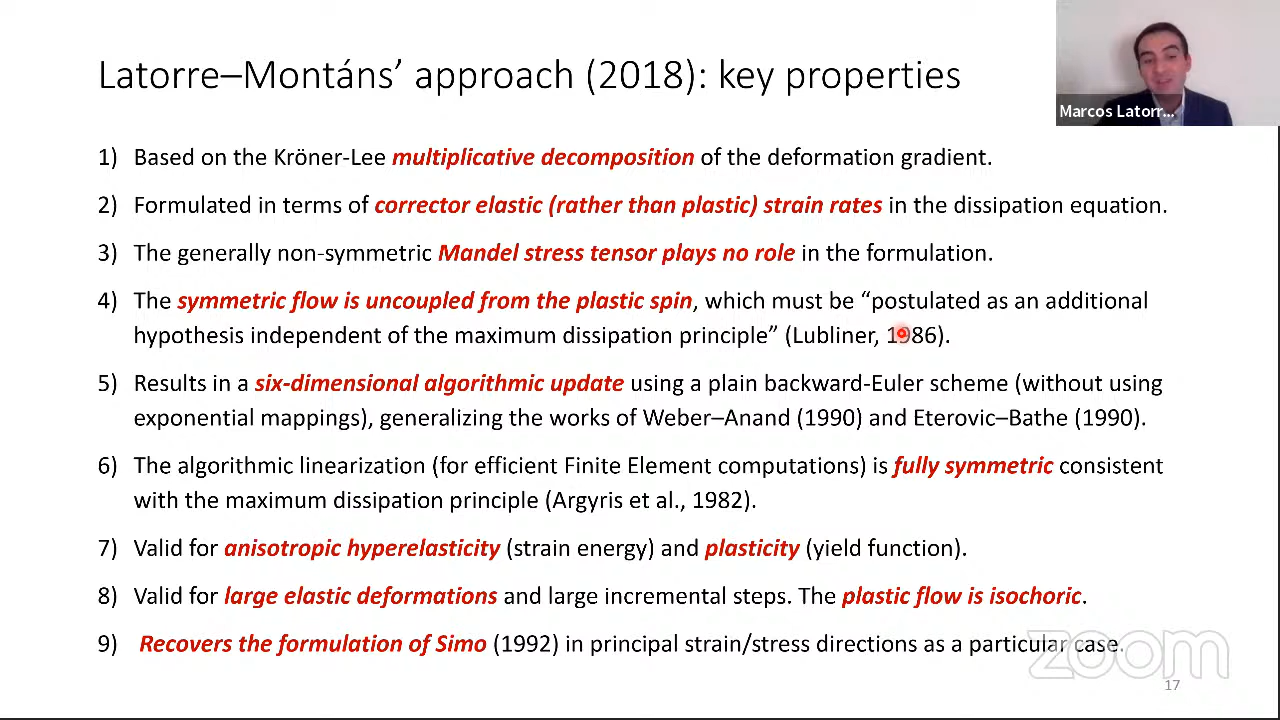 Latorre–Montáns’ approach (2018): key properties
Marcos Latorr...
1) Based on the Kröner-Lee multiplicative decomposition of the deformation gradient.
2) Formulated in terms of corrector elastic (rather than plastic) strain rates in the dissipation equation.
3) The generally non-symmetric Mandel stress tensor plays no role in the formulation.
4) The symmetric flow is uncoupled from the plastic spin, which must be “postulated as an additional
hypothesis independent of the maximum dissipation principle” (Lubliner, 1986).
5) Results in a six-dimensional algorithmic update using a plain backward-Euler scheme (without using
exponential mappings), generalizing the works of Weber–Anand (1990) and Eterovic–Bathe (1990).
6) The algorithmic linearization (for efficient Finite Element computations) is fully symmetric consistent
with the maximum dissipation principle (Argyris et al., 1982).
7) Valid for anisotropic hyperelasticity (strain energy) and plasticity (yield function).
8) Valid for large elastic deformations and large incremental steps. The plastic flow is isochoric.
9) Recovers the formulation of Simo (1992) in principal strain/stress directions as a particular case.
zoom
17